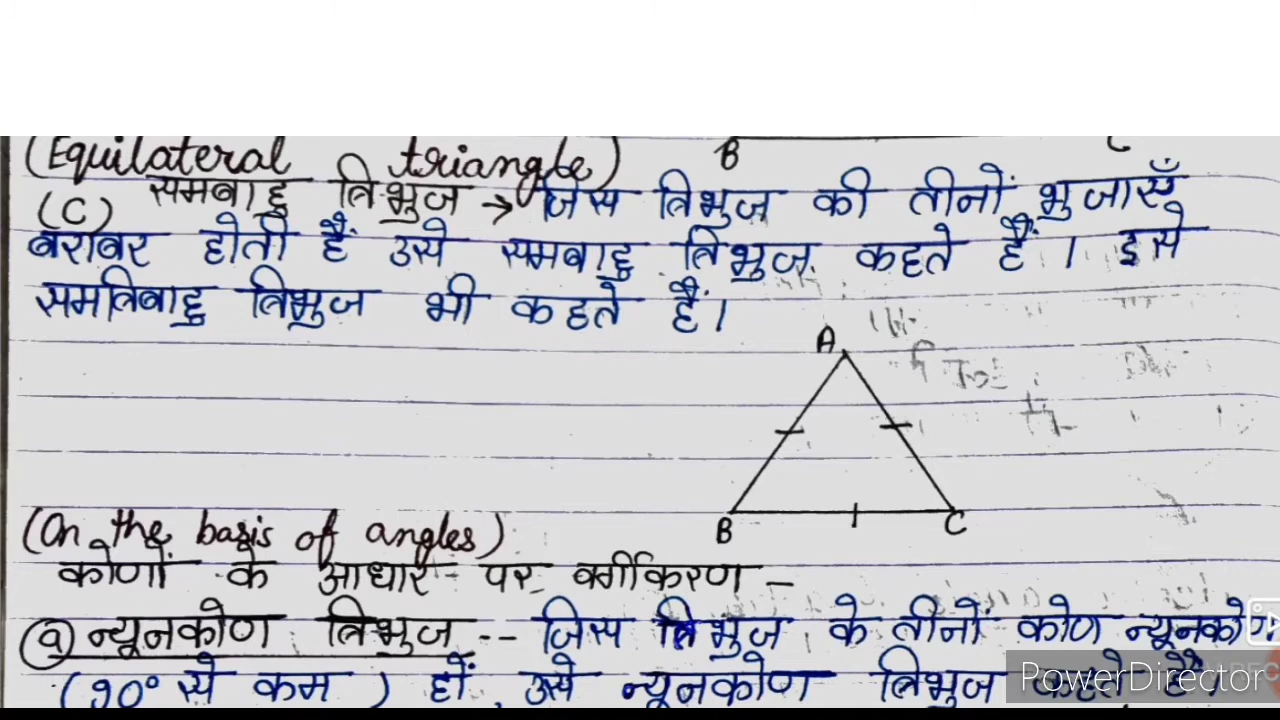 B C
(Equilateral triangle)
(C) समबाहु त्रिभुज → जिस त्रिभुज की तीनों भुजाएँ
बराबर होती हैं उसे समबाहु त्रिभुज कहते हैं । इसे
समत्रिबाहु त्रिभुज भी कहते हैं।
A
B C
(On the basis of angles)
कोणों के आधार पर वर्गीकरण –
(a) न्यूनकोण त्रिभुज -- जिस त्रिभुज के तीनों कोण
(90° से कम) हों, उसे न्यूनकोण त्रिभुज कहते हैं।
PowerDirector